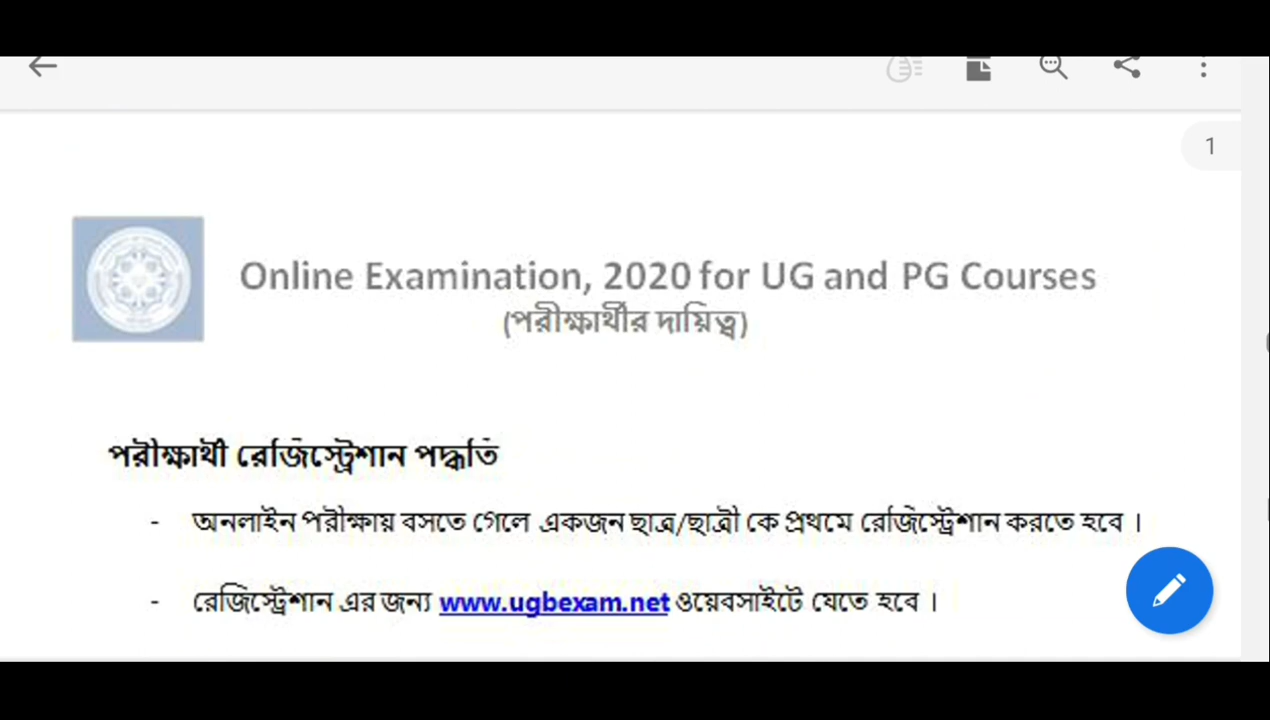 1
Online Examination, 2020 for UG and PG Courses
(পরীক্ষার্থীর দায়িত্ব)
পরীক্ষার্থী রেজিস্ট্রেশান পদ্ধতি
- অনলাইন পরীক্ষায় বসতে গেলে একজন ছাত্র/ছাত্রী কে প্রথমে রেজিস্ট্রেশান করতে হবে ।
- রেজিস্ট্রেশান এর জন্য www.ugbexam.net ওয়েবসাইটে যেতে হবে ।